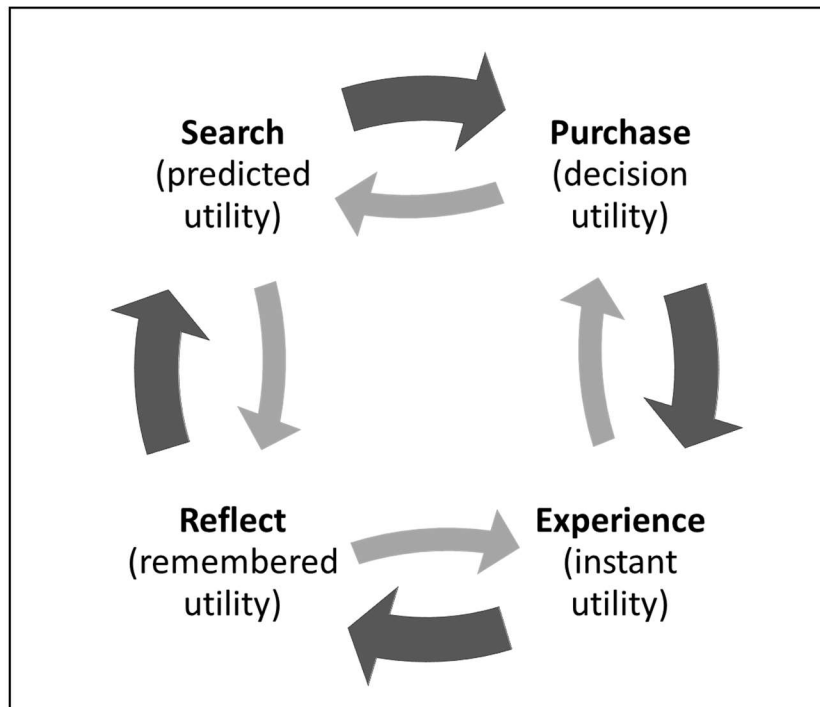 Search
(predicted
utility)
Purchase
(decision
utility)
Reflect
(remembered
utility)
Experience
(instant
utility)